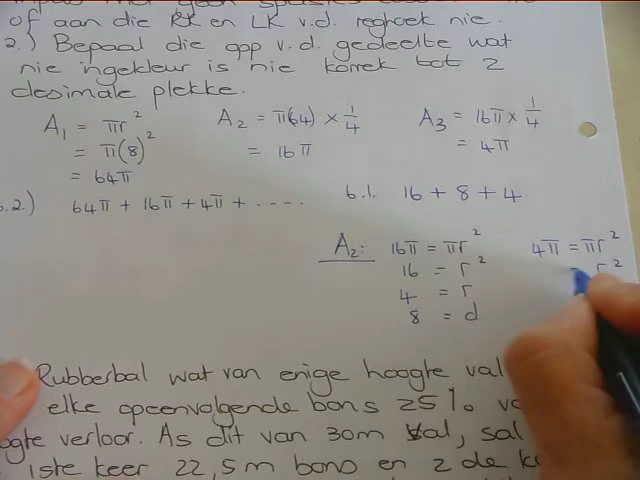 of aan die RK en LK v.d. reghoek nie.
2.) Bepaal die opp v.d. gedeelte wat
nie ingekleur is nie korrek tot 2
desimale plekke.
A₁ = πr²
= π(8)²
= 64π
A₂ = π(64) × 1/4
= 16π
A₃ = 16π × 1/4
= 4π
.2.) 64π + 16π + 4π + ----.
6.1. 16 + 8 + 4
A₂: 16π = πr²
16 = r²
4 = r
8 = d
4π = πr²
r²
Rubberbal wat van enige hoogte val
elke opeenvolgende bons 25%
verloor. As dit van 30m val, sal
1ste keer 22,5m bons en 2de